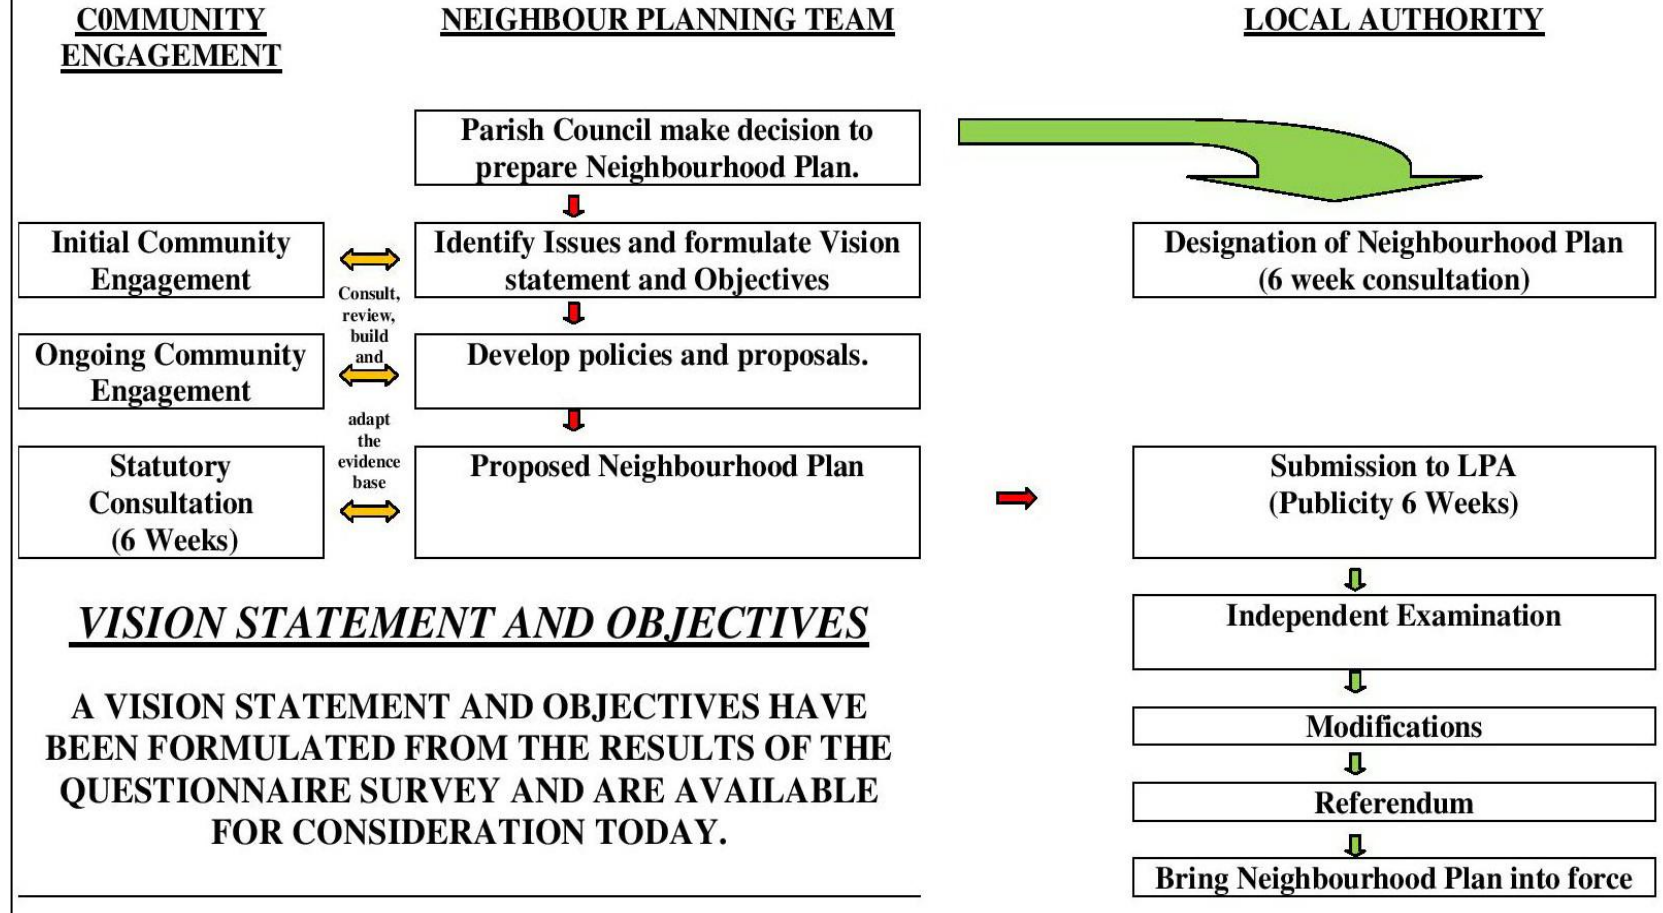 C0MMUNITY
ENGAGEMENT
NEIGHBOUR PLANNING TEAM
LOCAL AUTHORITY
Parish Council make decision to
prepare Neighbourhood Plan.
Initial Community
Engagement
Identify Issues and formulate Vision
statement and Objectives
Designation of Neighbourhood Plan
(6 week consultation)
Consult,
review,
build
and
Ongoing Community
Engagement
Develop policies and proposals.
adapt
the
evidence
base
Statutory
Consultation
(6 Weeks)
Proposed Neighbourhood Plan
Submission to LPA
(Publicity 6 Weeks)
Independent Examination
Modifications
Referendum
Bring Neighbourhood Plan into force
VISION STATEMENT AND OBJECTIVES
A VISION STATEMENT AND OBJECTIVES HAVE
BEEN FORMULATED FROM THE RESULTS OF THE
QUESTIONNAIRE SURVEY AND ARE AVAILABLE
FOR CONSIDERATION TODAY.